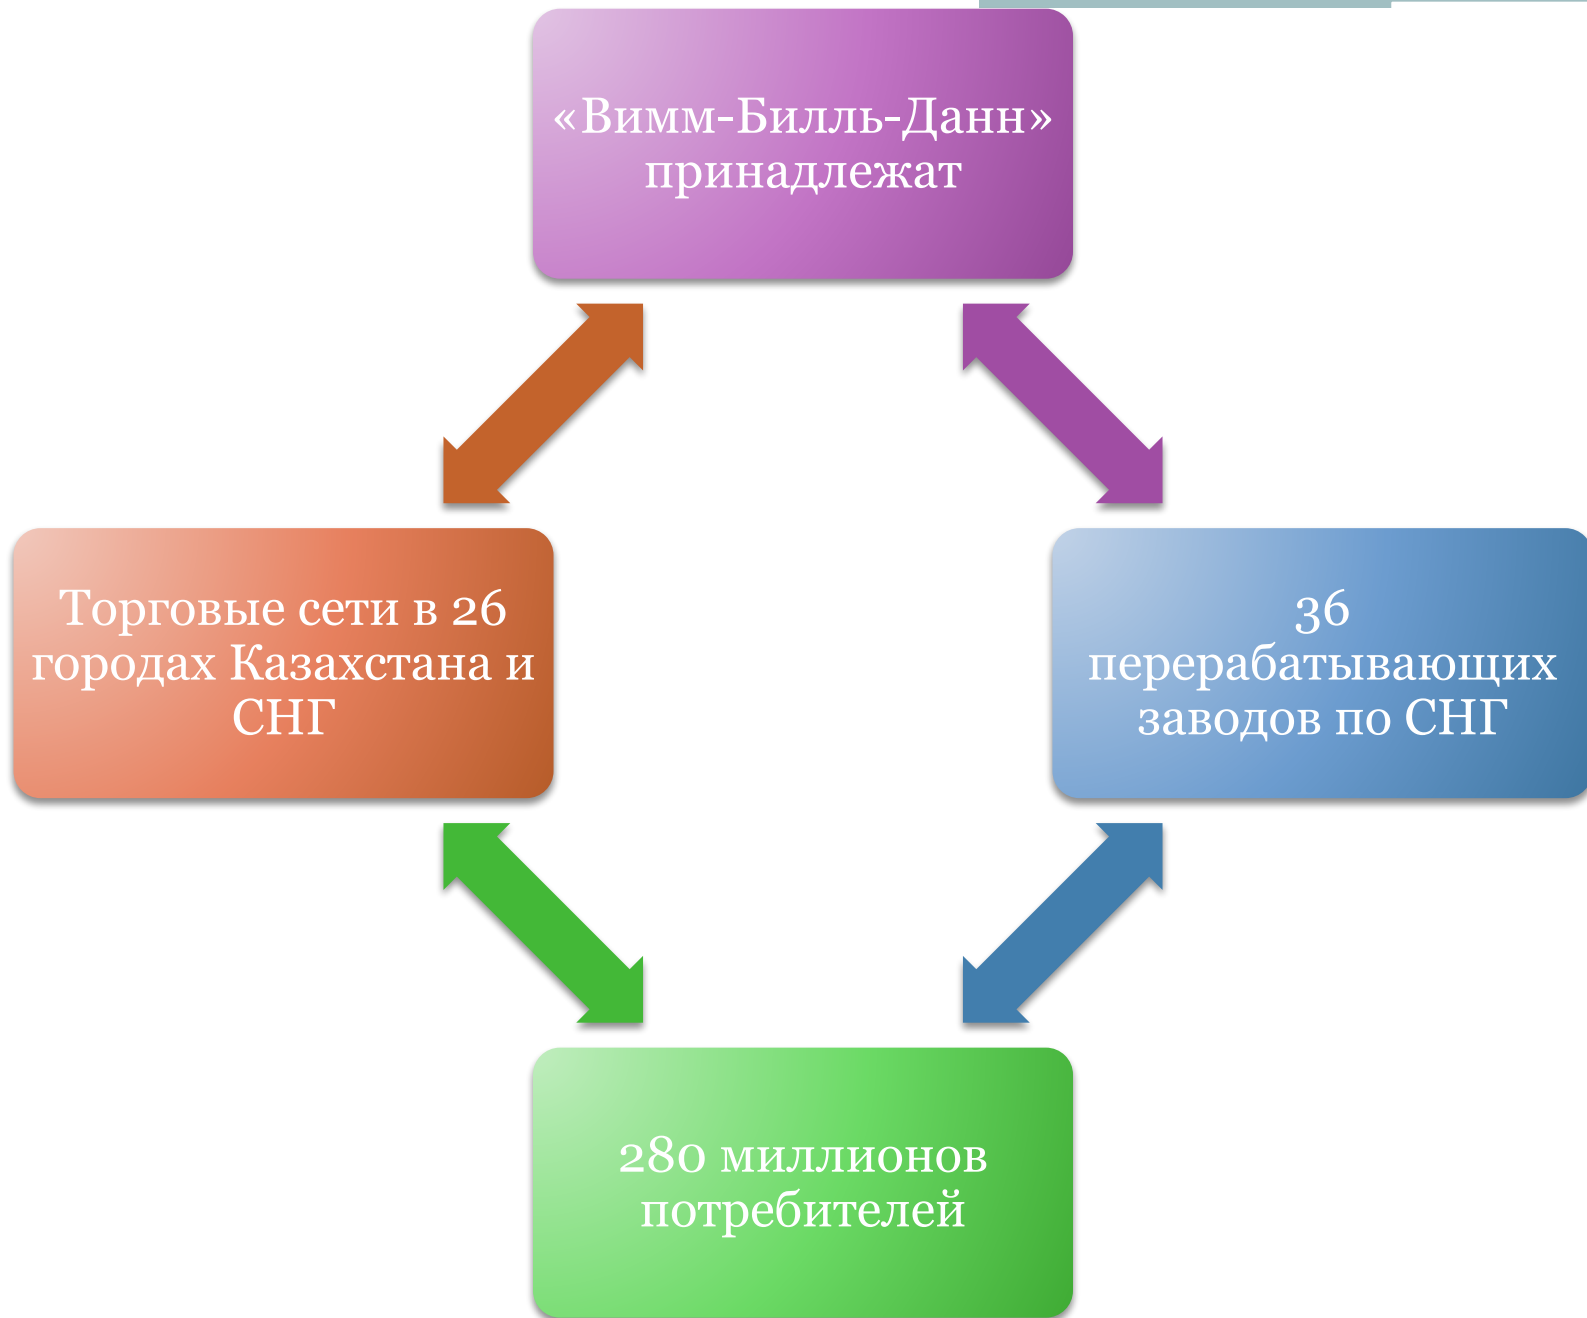 «Вимм-Билль-Данн»
принадлежат
Торговые сети в 26
городах Казахстана и
СНГ
36
перерабатывающих
заводов по СНГ
280 миллионов
потребителей